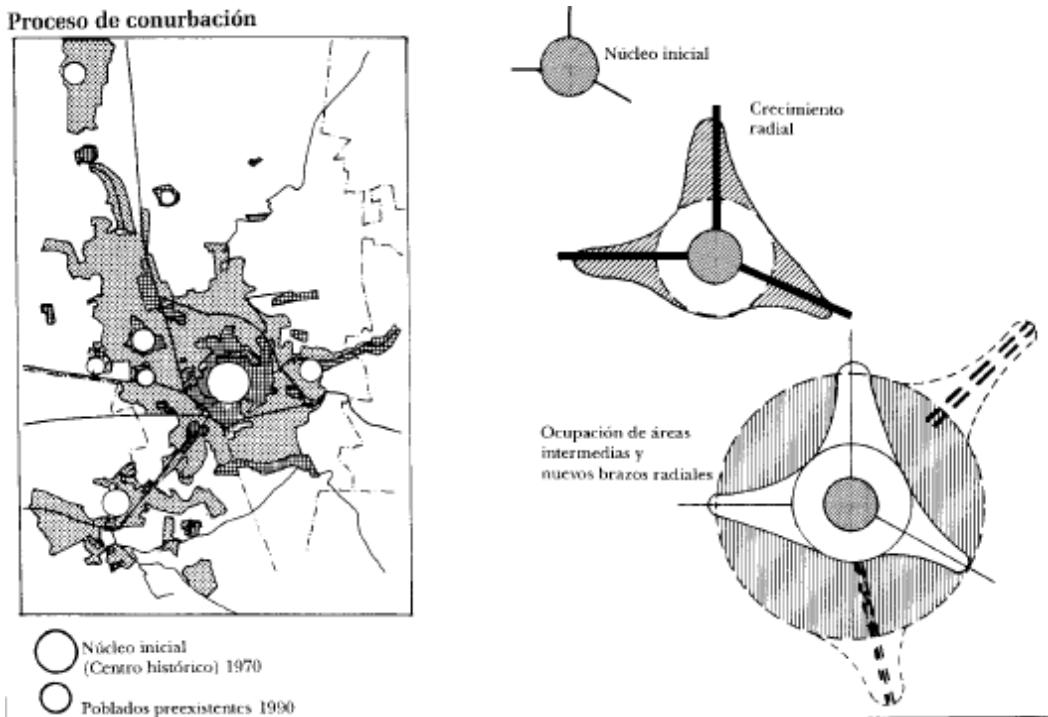 Proceso de conurbación
Núcleo inicial
(Centro histórico) 1970
Poblados preexistentes 1990
Núcleo inicial
Crecimiento
radial
Ocupación de áreas
intermedias y
nuevos brazos radiales